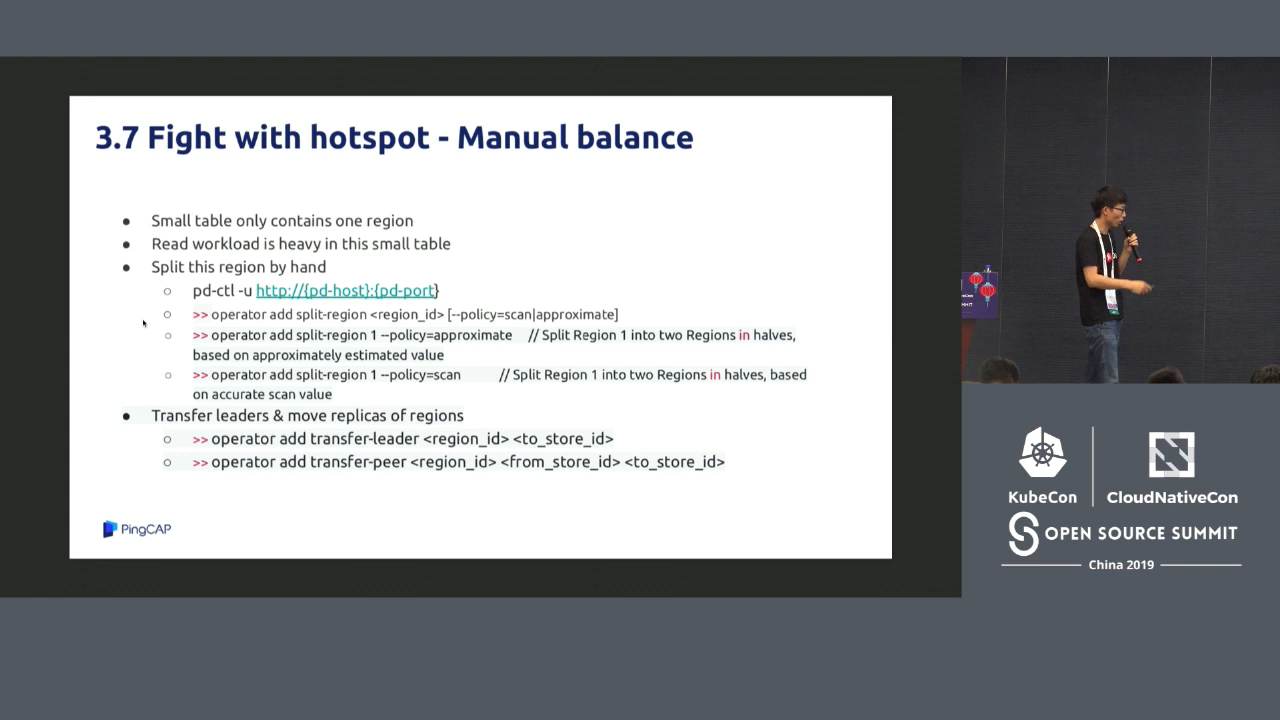 3.7 Fight with hotspot - Manual balance
● Small table only contains one region
● Read workload is heavy in this small table
● Split this region by hand
○ pd-ctl -u http://{pd-host}:{pd-port}
○ >> operator add split-region <region_id> [--policy=scan|approximate]
○ >> operator add split-region 1 --policy=approximate // Split Region 1 into two Regions in halves,
based on approximately estimated value
○ >> operator add split-region 1 --policy=scan // Split Region 1 into two Regions in halves, based
on accurate scan value
● Transfer leaders & move replicas of regions
○ >> operator add transfer-leader <region_id> <to_store_id>
○ >> operator add transfer-peer <region_id> <from_store_id> <to_store_id>
PingCAP
KubeCon
CloudNativeCon
OPEN SOURCE SUMMIT
China 2019